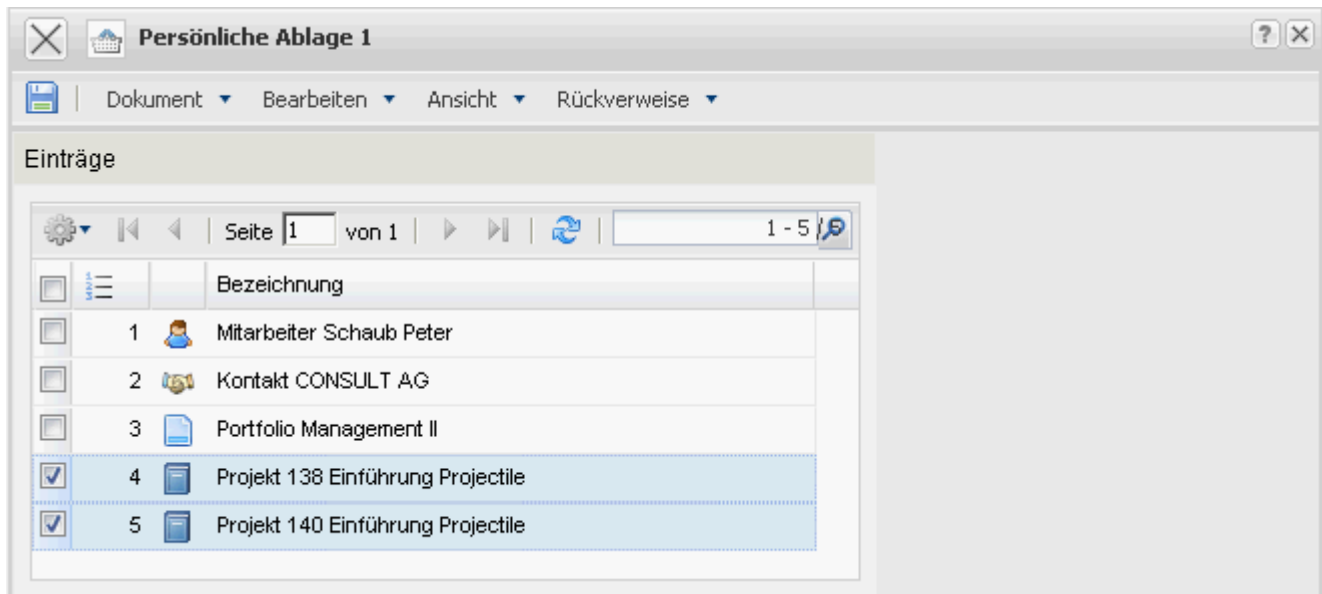 Persönliche Ablage 1 ?
Dokument Bearbeiten Ansicht Rückverweise
Einträge
Seite 1 von 1 1 - 5 /
Bezeichnung
1 Mitarbeiter Schaub Peter
2 Kontakt CONSULT AG
3 Portfolio Management II
4 Projekt 138 Einführung Projectile
5 Projekt 140 Einführung Projectile